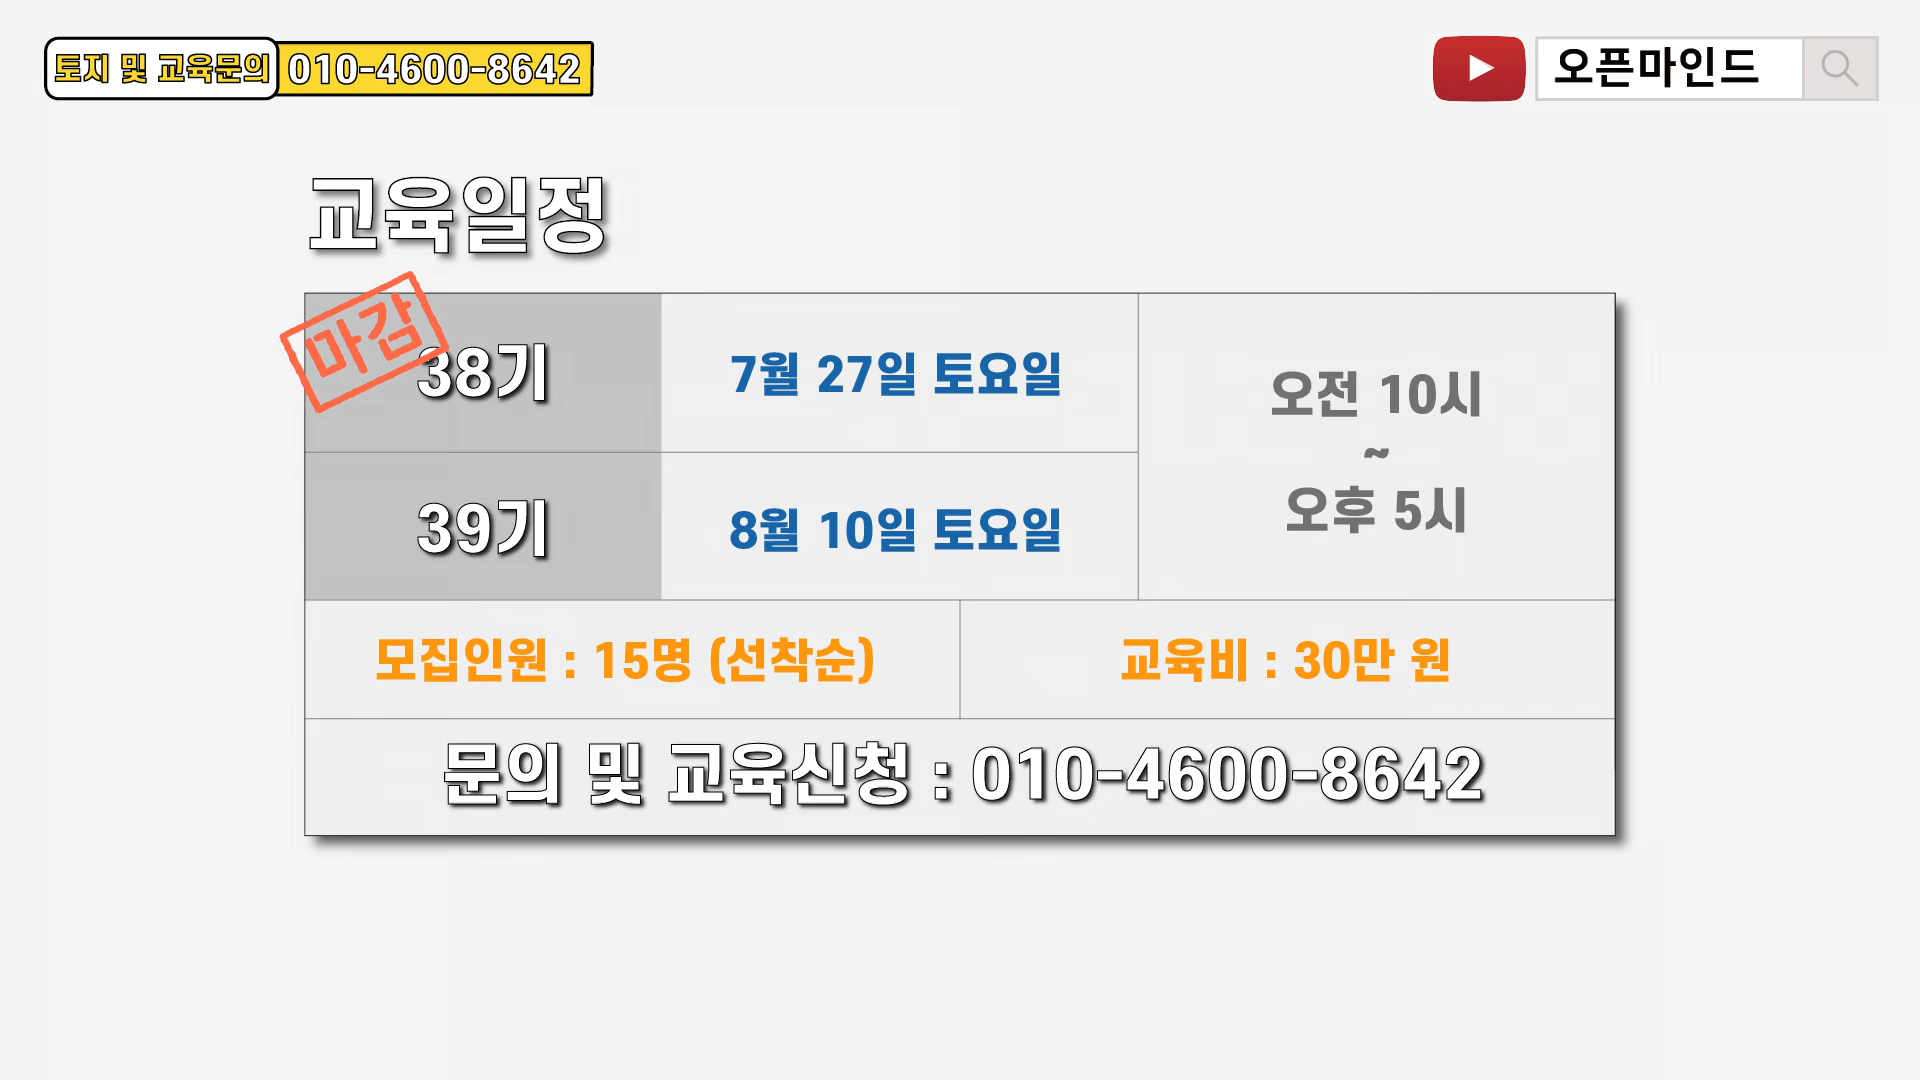 토지 및 교육문의 010-4600-8642
오픈마인드
교육일정
마감
38기
7월 27일 토요일
오전 10시
~
오후 5시
39기
8월 10일 토요일
모집인원 : 15명 (선착순)
교육비 : 30만 원
문의 및 교육신청 : 010-4600-8642